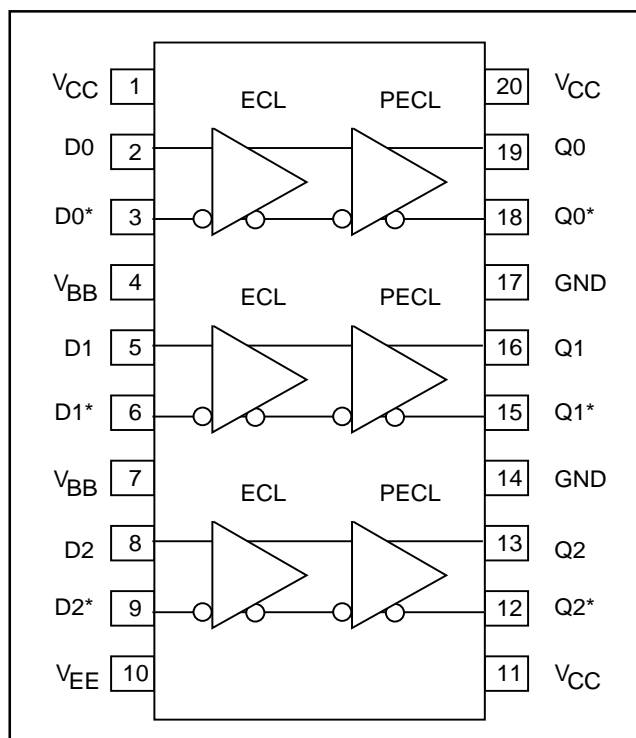 VCC 1 20 VCC
ECL PECL
D0 2 19 Q0
D0* 3 18 Q0*
VBB 4 17 GND
ECL PECL
D1 5 16 Q1
D1* 6 15 Q1*
VBB 7 14 GND
ECL PECL
D2 8 13 Q2
D2* 9 12 Q2*
VEE 10 11 VCC